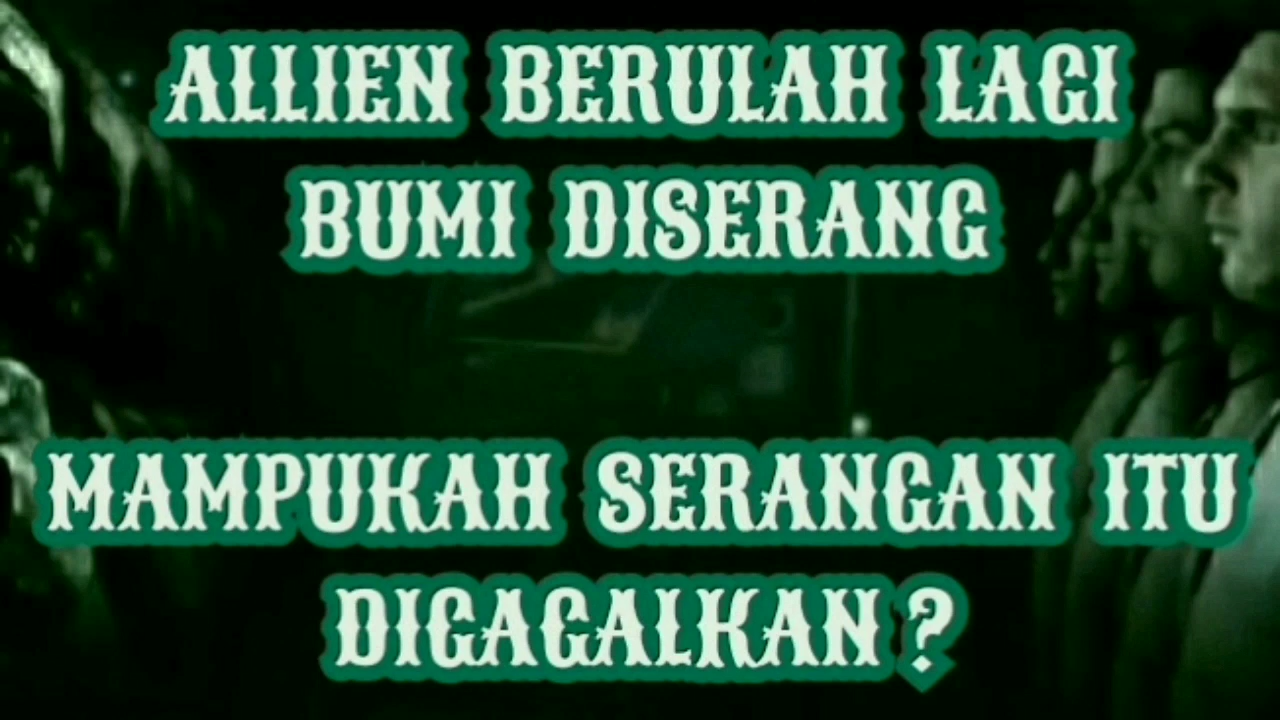 ALLIEN BERULAH LAGI
BUMI DISERANG
MAMPUKAH SERANGAN ITU
DIGAGALKAN?